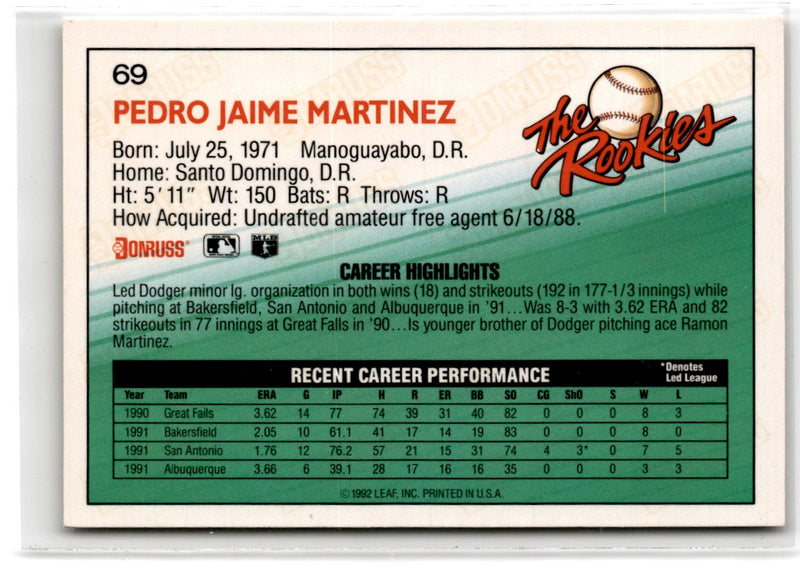 69
PEDRO JAIME MARTINEZ
The Rookies
Born: July 25, 1971 Manoguayabo, D.R.
Home: Santo Domingo, D.R.
Ht: 5' 11" Wt: 150 Bats: R Throws: R
How Acquired: Undrafted amateur free agent 6/18/88.
DONRUSS MLB
CAREER HIGHLIGHTS
Led Dodger minor lg. organization in both wins (18) and strikeouts (192 in 177-1/3 innings) while
pitching at Bakersfield, San Antonio and Albuquerque in '91...Was 8-3 with 3.62 ERA and 82
strikeouts in 77 innings at Great Falls in '90...Is younger brother of Dodger pitching ace Ramon
Martinez.
RECENT CAREER PERFORMANCE
*Denotes
Led League
Year Team ERA G IP H R ER BB SO CG ShO S W L
1990 Great Falls 3.62 14 77 74 39 31 40 82 0 0 0 8 3
1991 Bakersfield 2.05 10 61.1 41 17 14 19 83 0 0 0 8 0
1991 San Antonio 1.76 12 76.2 57 21 15 31 74 4 3* 0 7 5
1991 Albuquerque 3.66 6 39.1 28 17 16 16 35 0 0 0 3 3
©1992 LEAF, INC. PRINTED IN U.S.A.